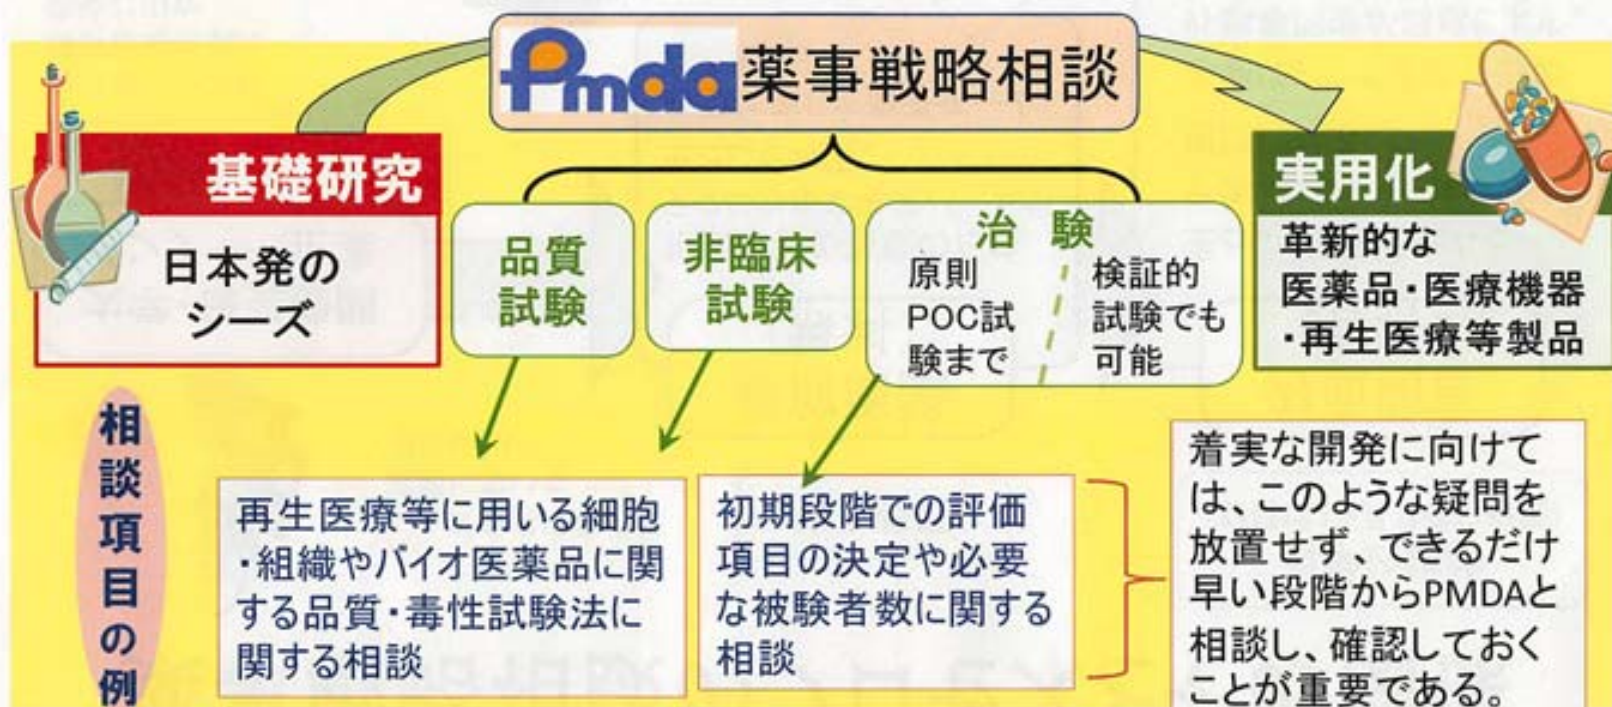 Pmda薬事戦略相談
基礎研究
日本発の
シーズ
品質
試験
非臨床
試験
治 験
原則
POC試
験まで
検証的
試験でも
可能
実用化
革新的な
医薬品・医療機器
・再生医療等製品
相談項目の例
再生医療等に用いる細胞
・組織やバイオ医薬品に関
する品質・毒性試験法に
関する相談
初期段階での評価
項目の決定や必要
な被験者数に関する
相談
着実な開発に向けて
は、このような疑問を
放置せず、できるだけ
早い段階からPMDAと
相談し、確認しておく
ことが重要である。